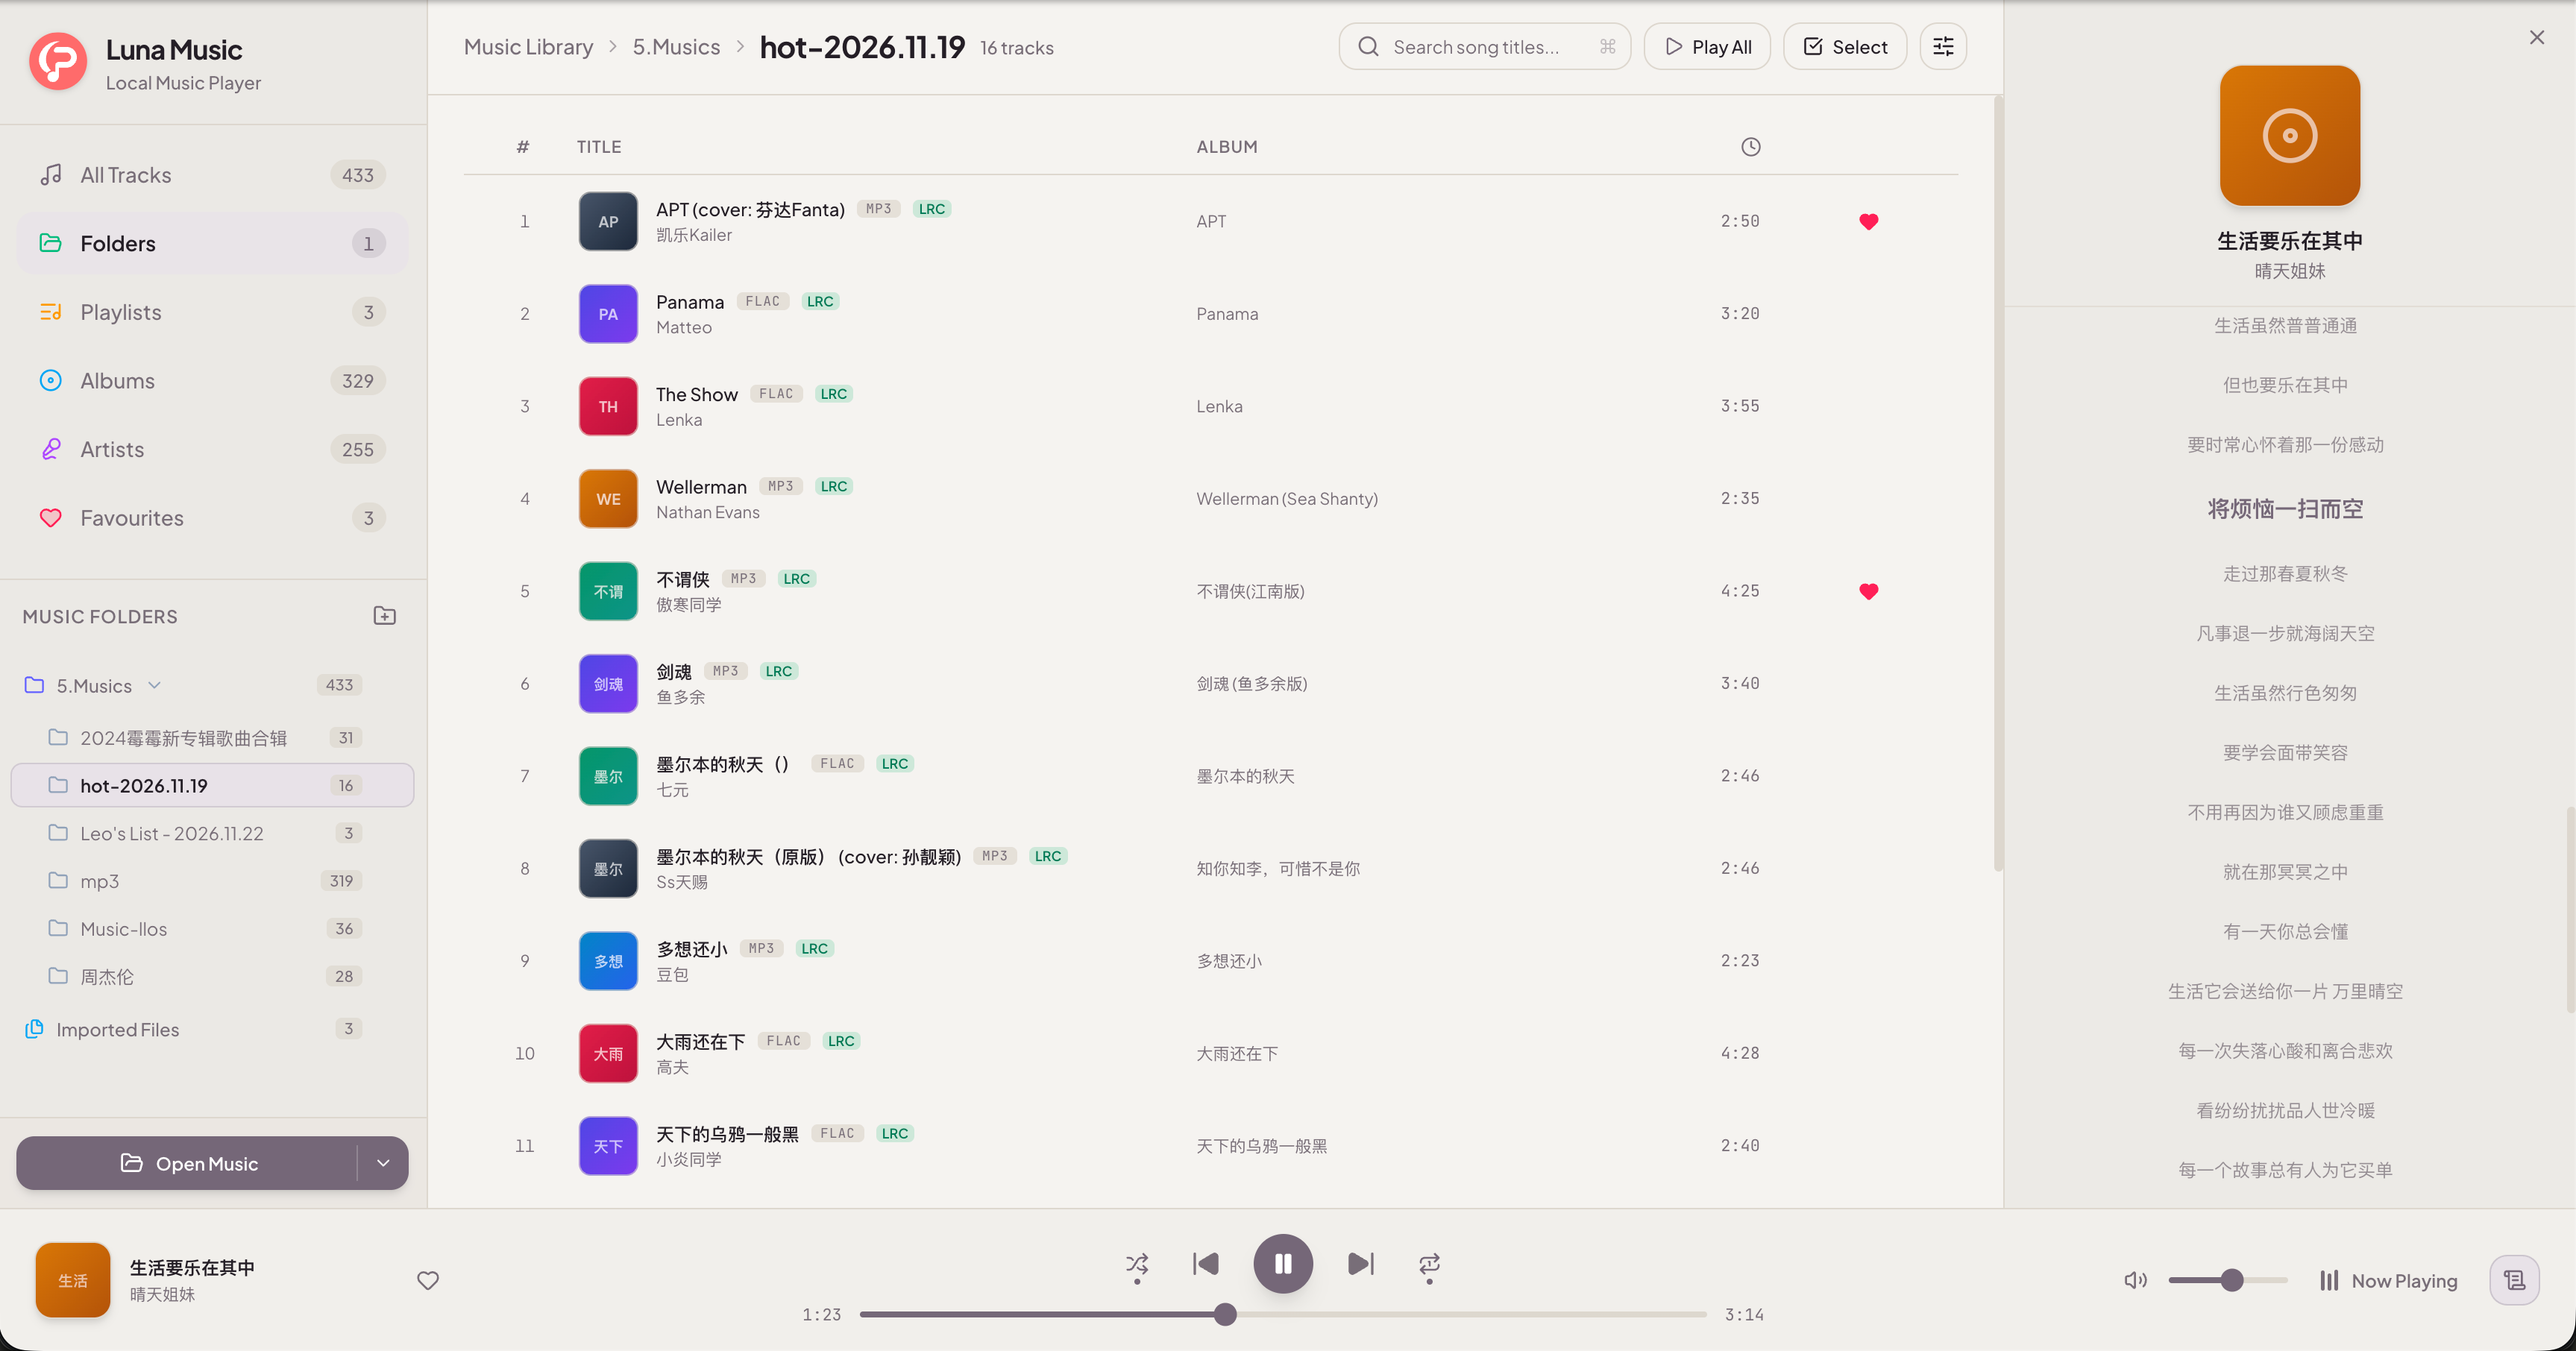 Luna Music
Local Music Player
All Tracks 433
Folders 1
Playlists 3
Albums 329
Artists 255
Favourites 3
MUSIC FOLDERS
5.Musics 433
2024霉霉新专辑歌曲合辑 31
hot-2026.11.19 16
Leo's List - 2026.11.22 3
mp3 319
Music-llos 36
周杰伦 28
Imported Files 3
Open Music
Music Library > 5.Musics > hot-2026.11.19 16 tracks
Search song titles... ⌘
Play All
Select
# TITLE ALBUM
1 AP APT (cover: 芬达Fanta) MP3 LRC APT 2:50
凯乐Kailer
2 PA Panama FLAC LRC Panama 3:20
Matteo
3 TH The Show FLAC LRC Lenka 3:55
Lenka
4 WE Wellerman MP3 LRC Wellerman (Sea Shanty) 2:35
Nathan Evans
5 不谓 不谓侠 MP3 LRC 不谓侠(江南版) 4:25
傲寒同学
6 剑魂 剑魂 MP3 LRC 剑魂 (鱼多余版) 3:40
鱼多余
7 墨尔 墨尔本的秋天（） FLAC LRC 墨尔本的秋天 2:46
七元
8 墨尔 墨尔本的秋天（原版） (cover: 孙靓颖) MP3 LRC 知你知李，可惜不是你 2:46
Ss天赐
9 多想 多想还小 MP3 LRC 多想还小 2:23
豆包
10 大雨 大雨还在下 FLAC LRC 大雨还在下 4:28
高夫
11 天下 天下的乌鸦一般黑 FLAC LRC 天下的乌鸦一般黑 2:40
小炎同学
生活要乐在其中
晴天姐妹
生活虽然普普通通
但也要乐在其中
要时常心怀着那一份感动
将烦恼一扫而空
走过那春夏秋冬
凡事退一步就海阔天空
生活虽然行色匆匆
要学会面带笑容
不用再因为谁又顾虑重重
就在那冥冥之中
有一天你总会懂
生活它会送给你一片 万里晴空
每一次失落心酸和离合悲欢
看纷纷扰扰品人世冷暖
每一个故事总有人为它买单
生活
生活要乐在其中
晴天姐妹
1:23
3:14
Now Playing